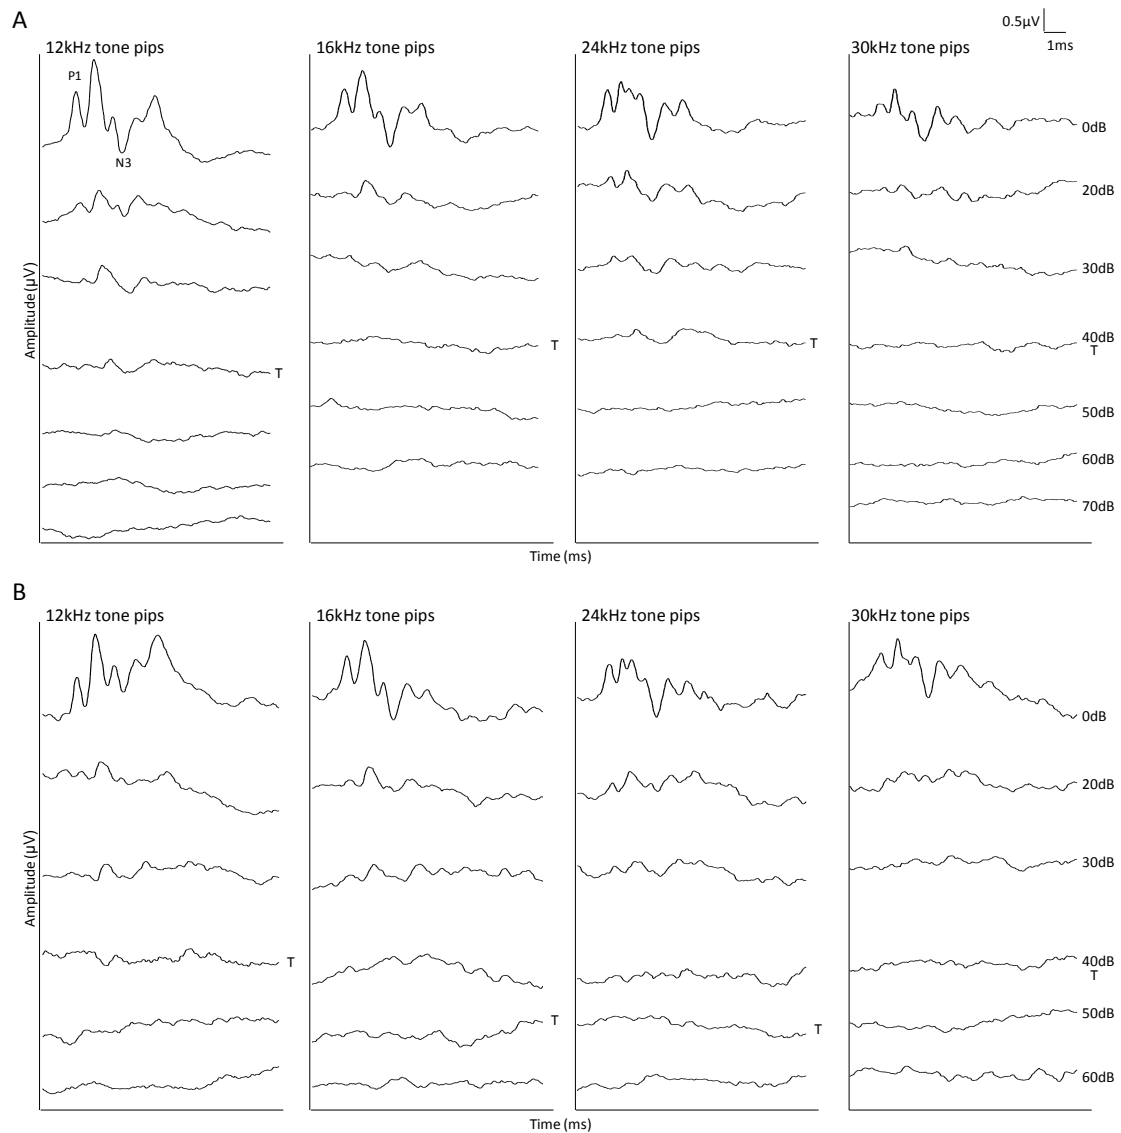 A
0.5µV
1ms
12kHz tone pips
16kHz tone pips
24kHz tone pips
30kHz tone pips
P1
N3
0dB
20dB
30dB
40dB
T
T
T
T
50dB
60dB
70dB
Amplitude (µV)
Time (ms)
B
12kHz tone pips
16kHz tone pips
24kHz tone pips
30kHz tone pips
0dB
20dB
30dB
40dB
T
T
50dB
T
T
60dB
Amplitude (µV)
Time (ms)